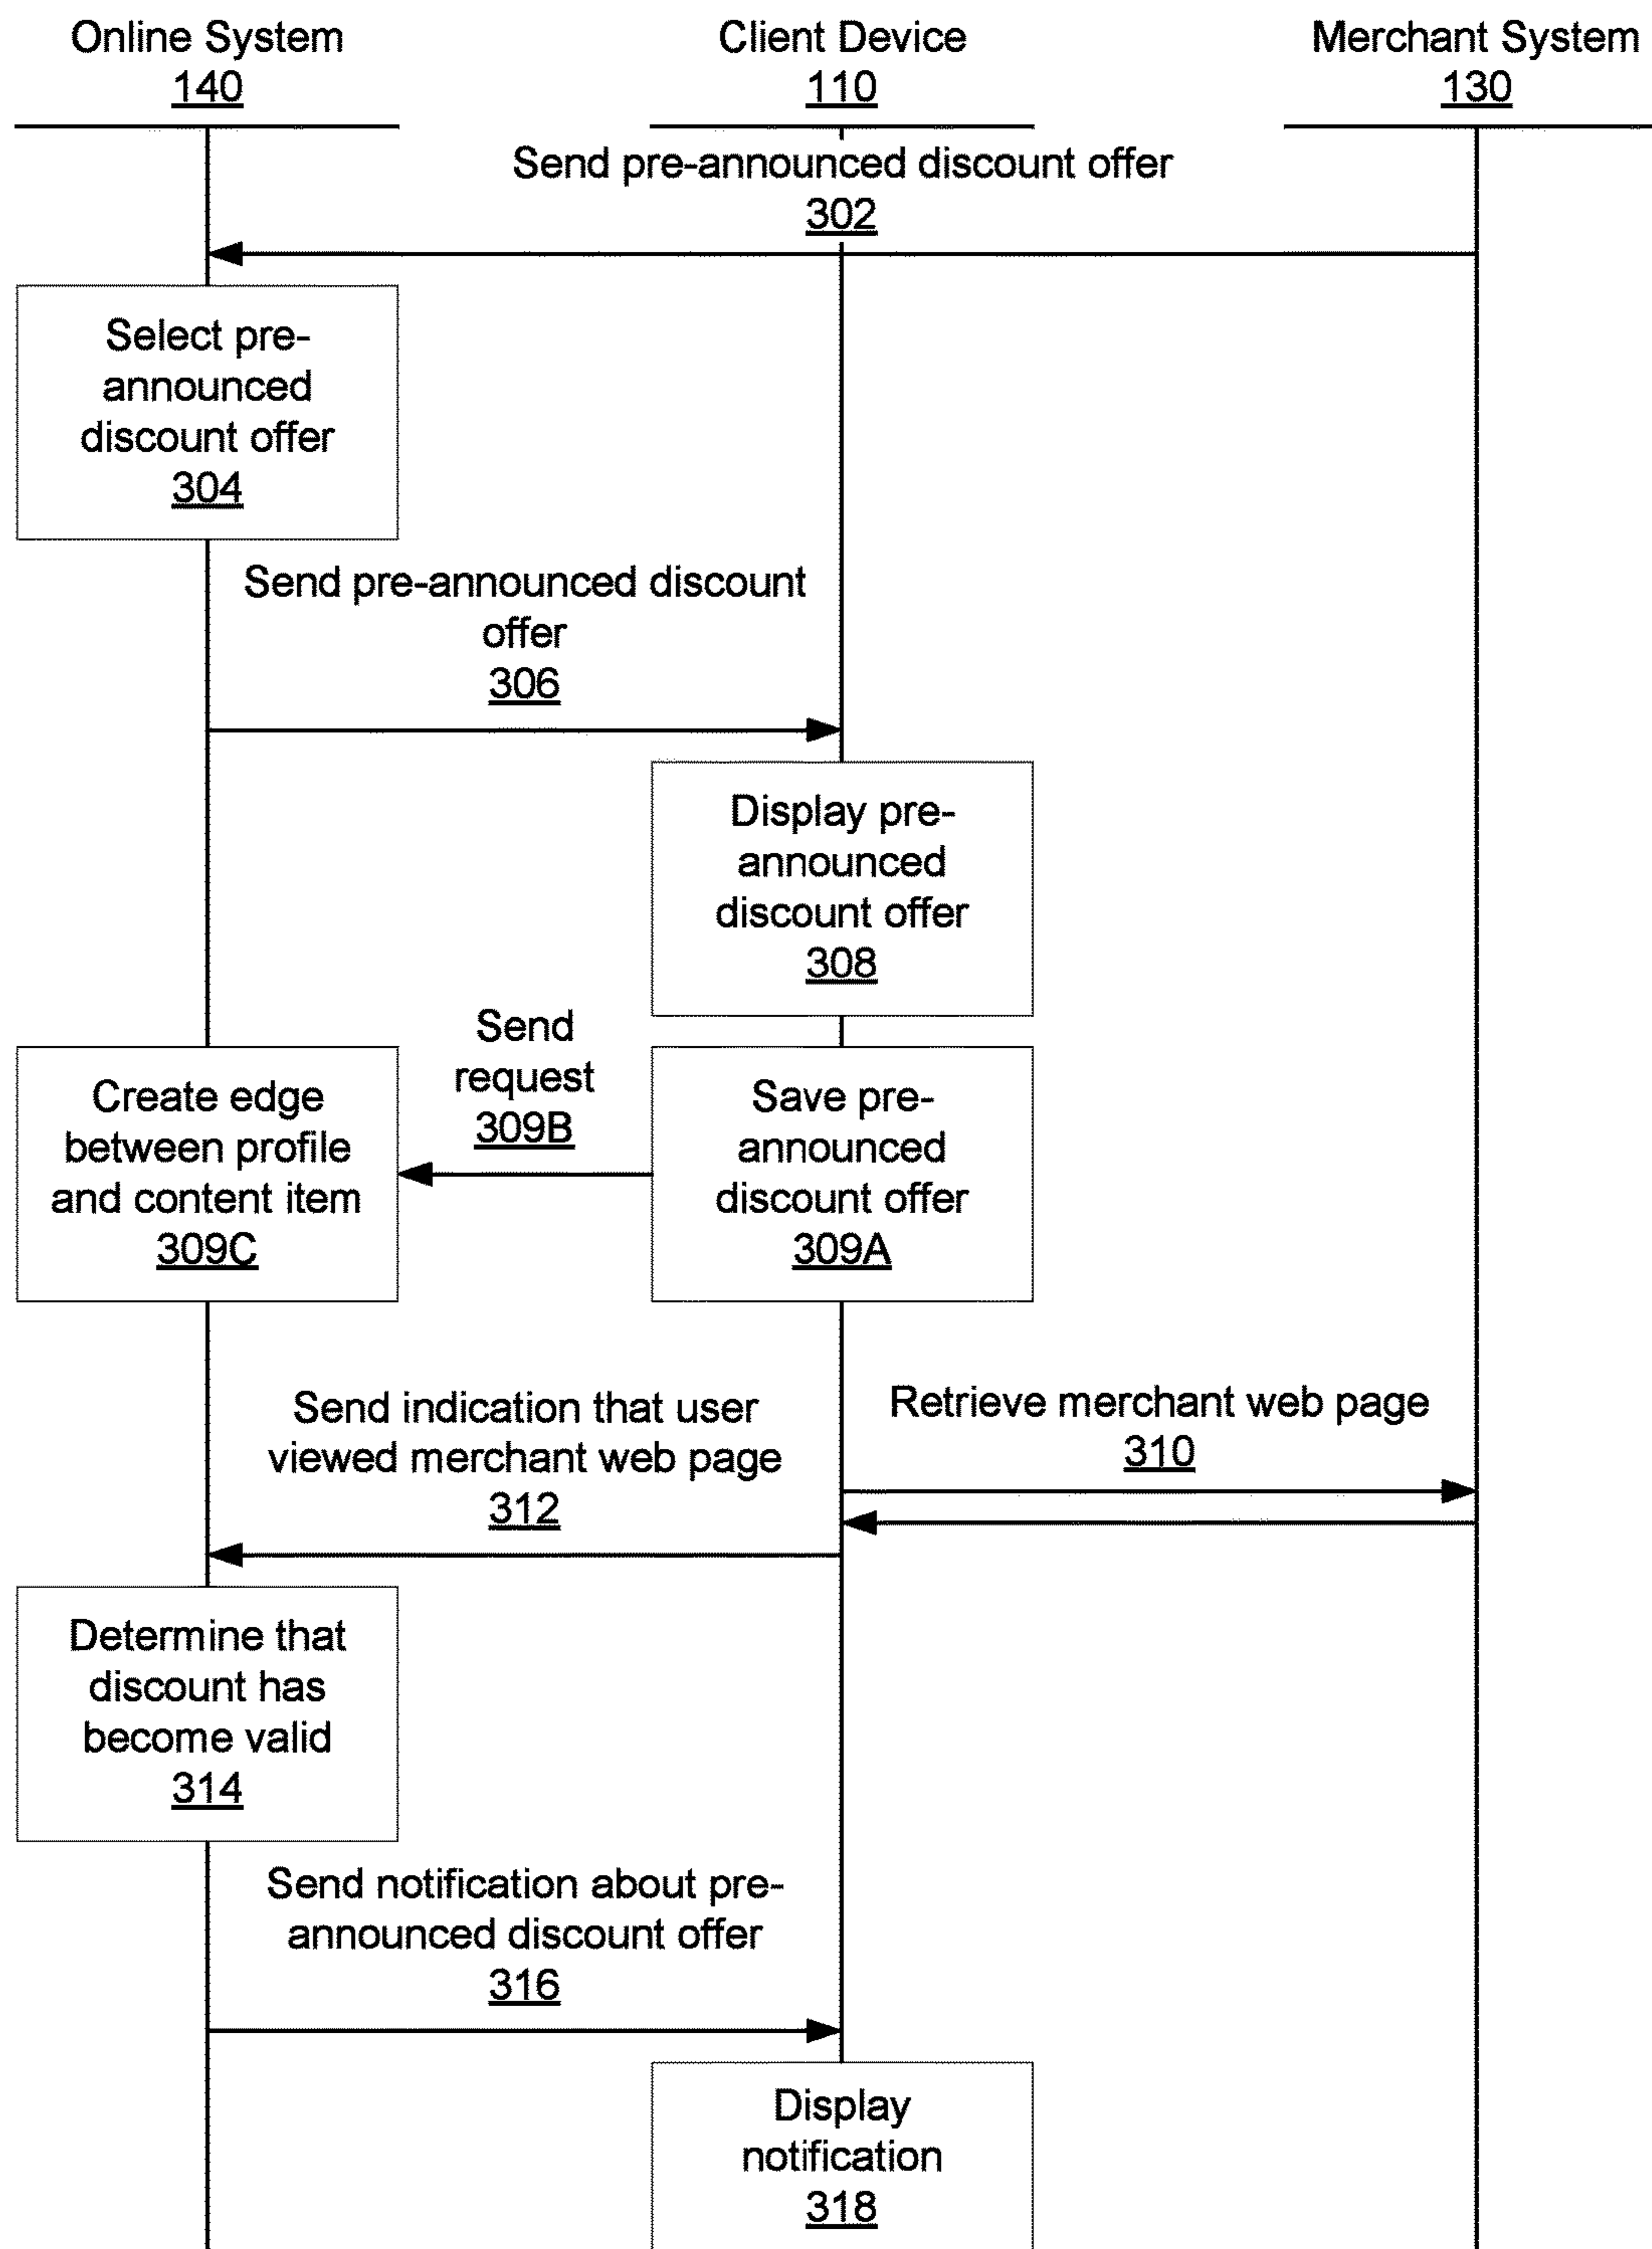 Online System
140
Client Device
110
Merchant System
130
Send pre-announced discount offer
302
Select pre-
announced
discount offer
304
Send pre-announced discount
offer
306
Display pre-
announced
discount offer
308
Send
request
309B
Create edge
between profile
and content item
309C
Save pre-
announced
discount offer
309A
Send indication that user
viewed merchant web page
312
Retrieve merchant web page
310
Determine that
discount has
become valid
314
Send notification about pre-
announced discount offer
316
Display
notification
318